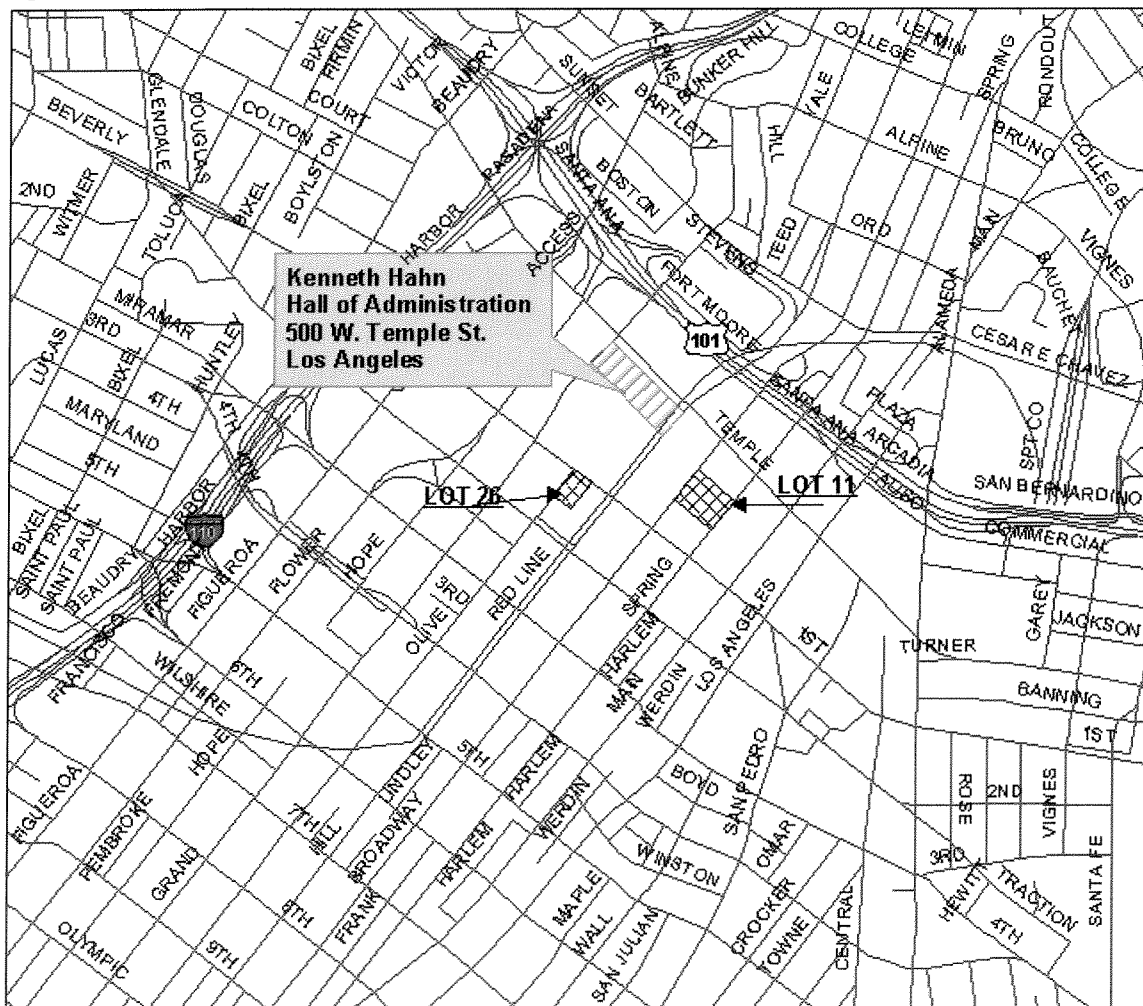 LEHMIN
COLLEGE
SPRING
RONDOUT
BIXEL
FIRMIN
VICTOR
BEAUDRY
SUNSET
ALPINE
BUNKER HILL
BARTLETT
YALE
BEVERLY
GLENDALE
DOUGLAS
COLTON
COURT
PASADENA
SANTA ANA
HILL
ALPINE
BRUNO
COLLEGE
2ND
WITMER
TOLUCA
BIXEL
BOYLSTON
HARBOR
ACCESS
BOSTON
STEVENS
TEED
ORD
MAIN
VIGNES
BAUCHET
Kenneth Hahn
Hall of Administration
500 W. Temple St.
Los Angeles
FORT MOORE
101
ALAMEDA
CESAR E CHAVEZ
MIRAMAR
3RD
LUCAS
BIXEL
HUNTLEY
4TH
4TH
MARYLAND
5TH
TEMPLE
SANTA ANA
PLAZA
ARCADIA
ALISO
SPT CO
SAN BERNARDINO
COMMERCIAL
LOT 26
LOT 11
BIXEL
SAINT PAUL
SAINT PAUL
BEAUDRY
HARBOR
110
FREMONT
FIGUEROA
FLOWER
HOPE
3RD
OLIVE
RED LINE
SPRING
HARLEM
MAIN
WERDIN
LOS ANGELES
1ST
TURNER
GAREY
JACKSON
BANNING
1ST
FRANCISCO
WILSHIRE
6TH
HOPE
FIGUEROA
PEMBROKE
GRAND
7TH
HILL
LINDLEY
BROADWAY
5TH
HARLEM
HARLEM
WERDIN
BOYD
SAN PEDRO
WINSTON
OMAR
ROSE
2ND
VIGNES
3RD
HEWITT
TRACTION
4TH
SANTA FE
OLYMPIC
9TH
8TH
FRANK
MAPLE
WALL
SAN JULIAN
CROCKER
TOWNE
CENTRAL